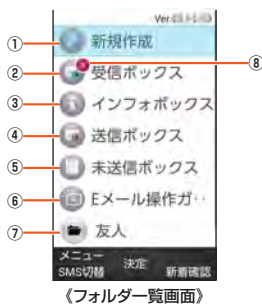 Ver.
① 新規作成
② 受信ボックス ⑧
③ インフォボックス
④ 送信ボックス
⑤ 未送信ボックス
⑥ Eメール操作ガ‥
⑦ 友人
メニュー
SMS切替 決定 新着確認
《フォルダ一覧画面》